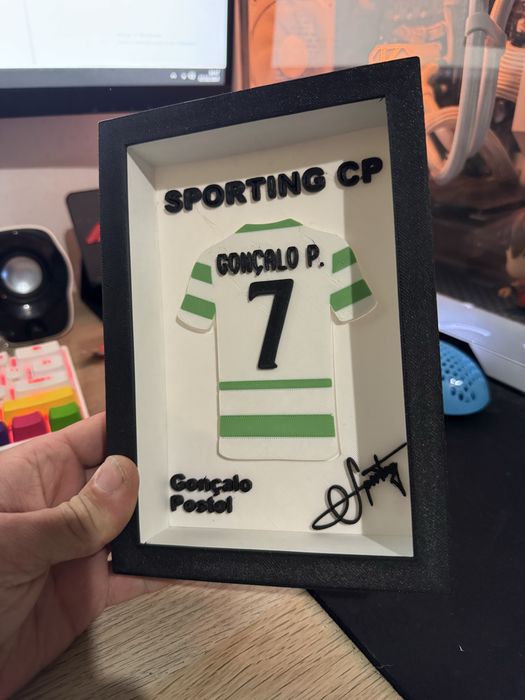 SPORTING CP
GONÇALO P.
7
Gonçalo
Postol